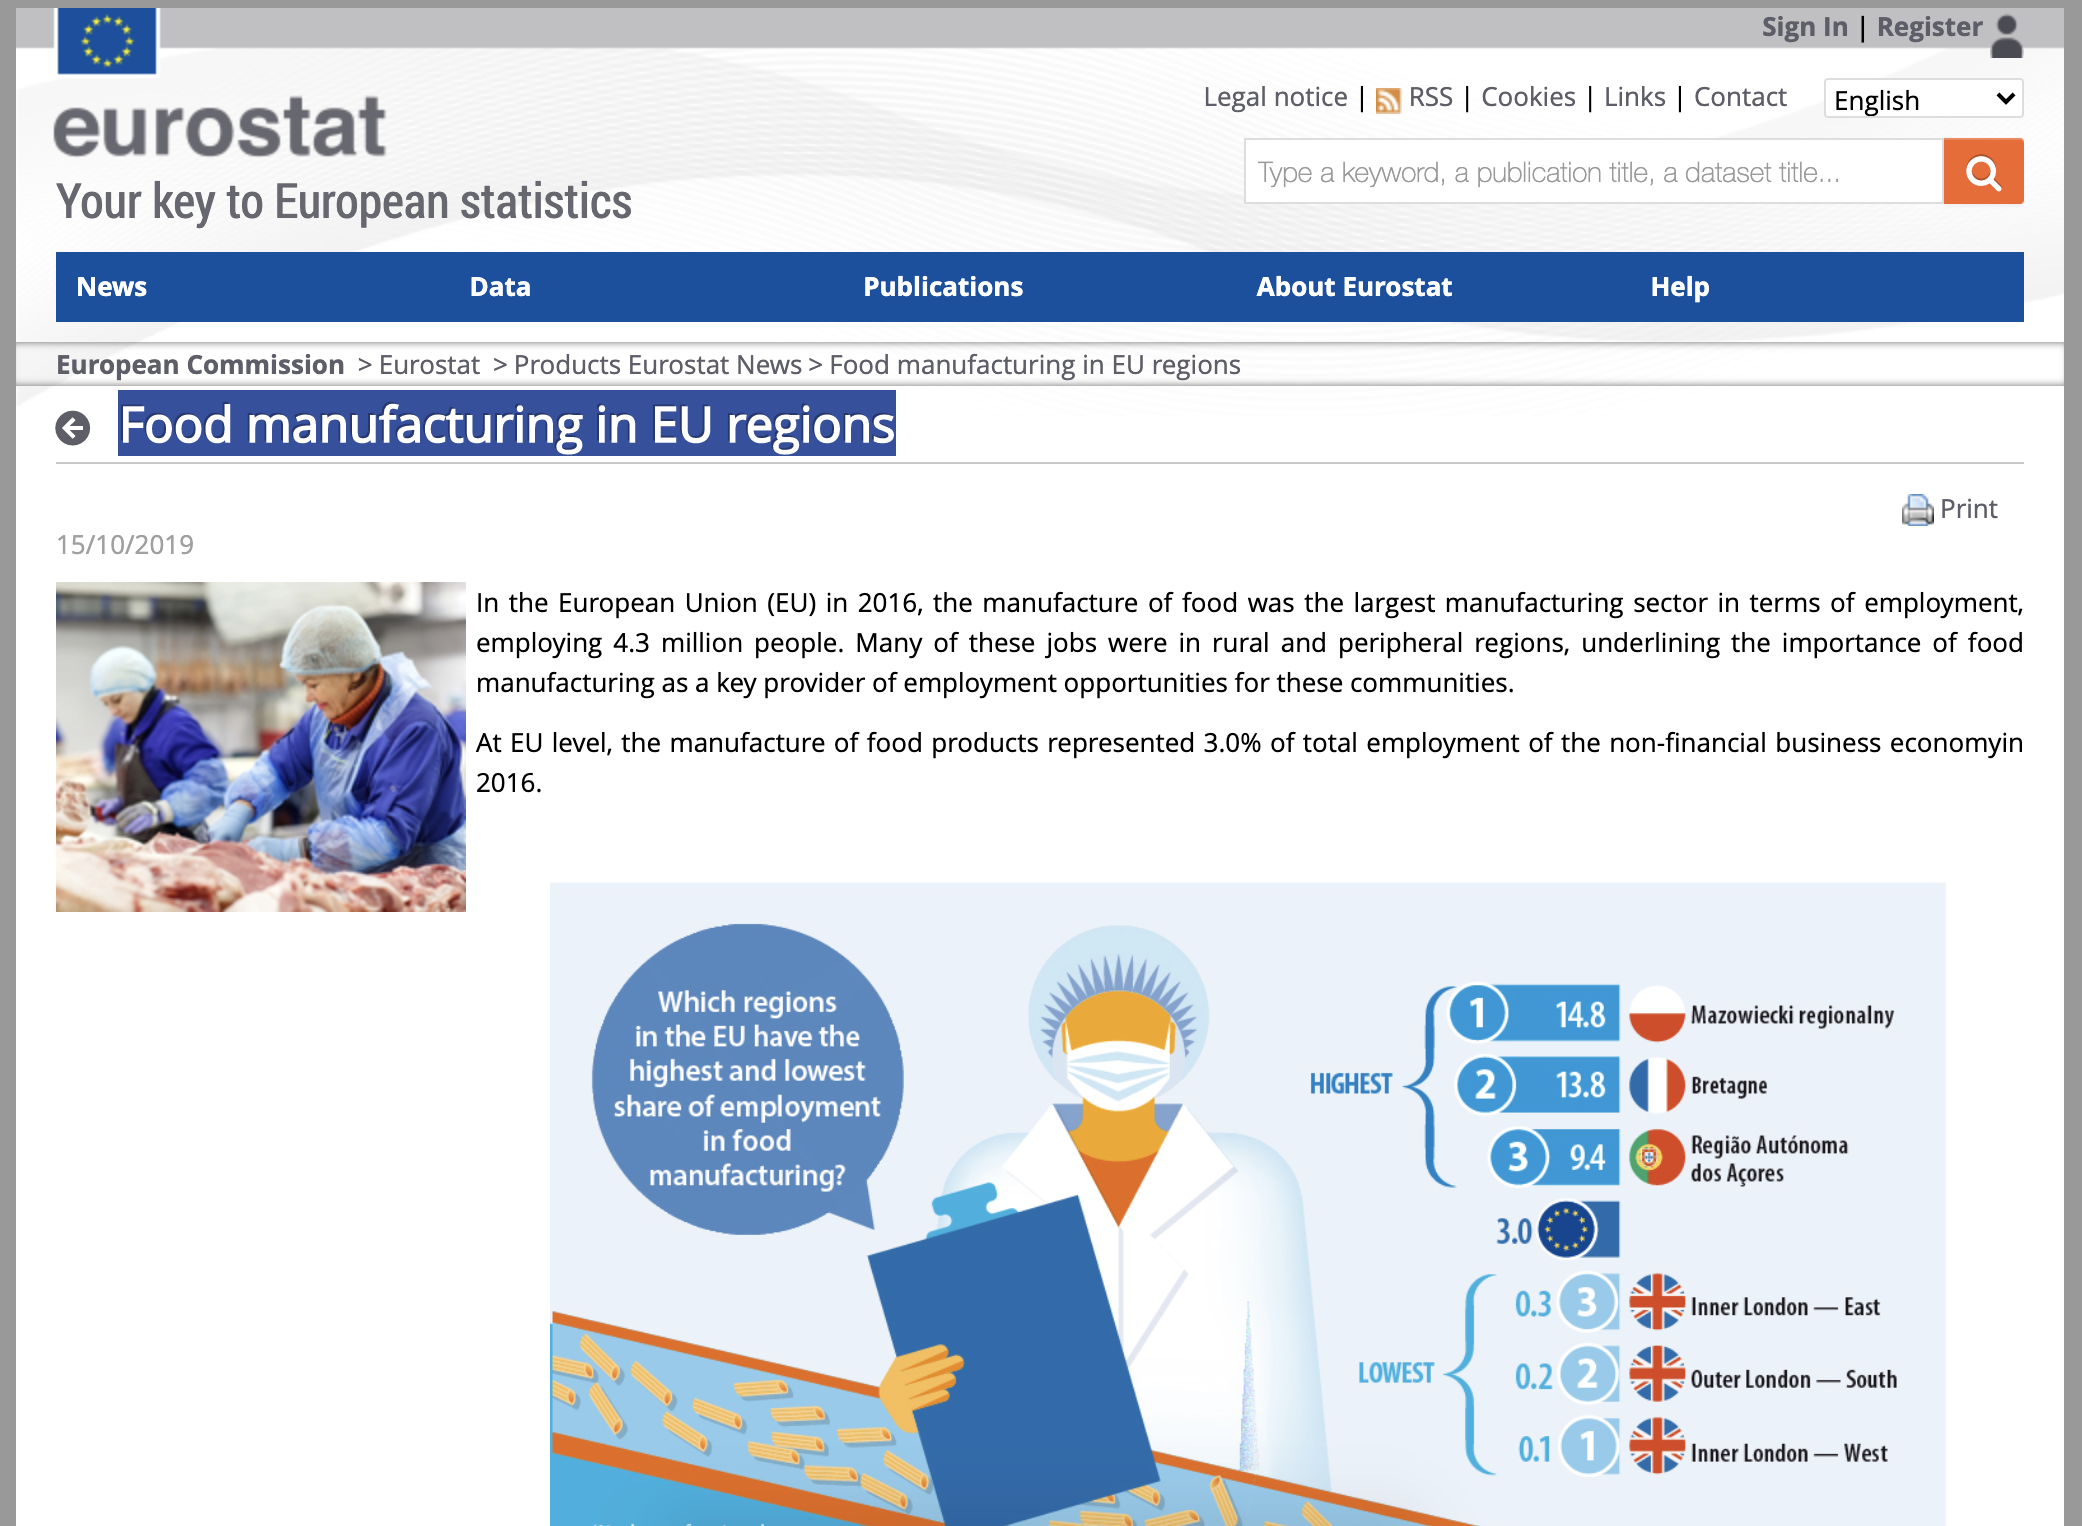 Sign In | Register
Legal notice | RSS | Cookies | Links | Contact
English
eurostat
Your key to European statistics
Type a keyword, a publication title, a dataset title...
News Data Publications About Eurostat Help
European Commission > Eurostat > Products Eurostat News > Food manufacturing in EU regions
Food manufacturing in EU regions
Print
15/10/2019
In the European Union (EU) in 2016, the manufacture of food was the largest manufacturing sector in terms of employment,
employing 4.3 million people. Many of these jobs were in rural and peripheral regions, underlining the importance of food
manufacturing as a key provider of employment opportunities for these communities.
At EU level, the manufacture of food products represented 3.0% of total employment of the non-financial business economyin
2016.
Which regions
in the EU have the
highest and lowest
share of employment
in food
manufacturing?
HIGHEST
1 14.8 Mazowiecki regionalny
2 13.8 Bretagne
3 9.4 Região Autónoma
dos Açores
3.0
LOWEST
0.3 3 Inner London — East
0.2 2 Outer London — South
0.1 1 Inner London — West